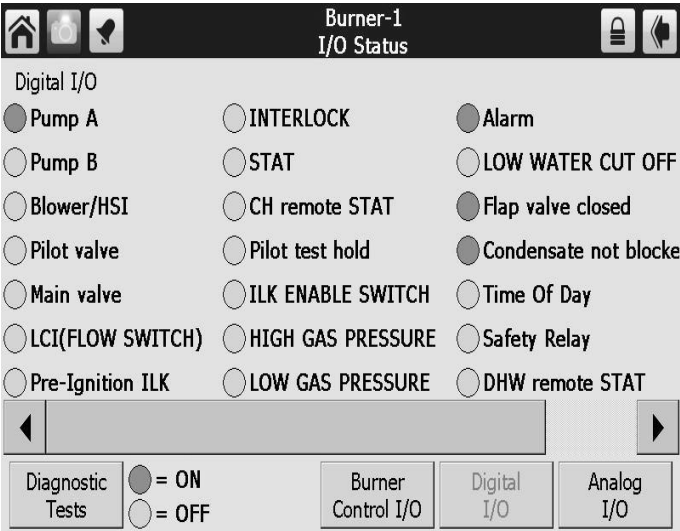 Burner-1
I/O Status
Digital I/O
Pump A
INTERLOCK
Alarm
Pump B
STAT
LOW WATER CUT OFF
Blower/HSI
CH remote STAT
Flap valve closed
Pilot valve
Pilot test hold
Condensate not blocke
Main valve
ILK ENABLE SWITCH
Time Of Day
LCI(FLOW SWITCH)
HIGH GAS PRESSURE
Safety Relay
Pre-Ignition ILK
LOW GAS PRESSURE
DHW remote STAT
Diagnostic
Tests
= ON
= OFF
Burner
Control I/O
Digital
I/O
Analog
I/O